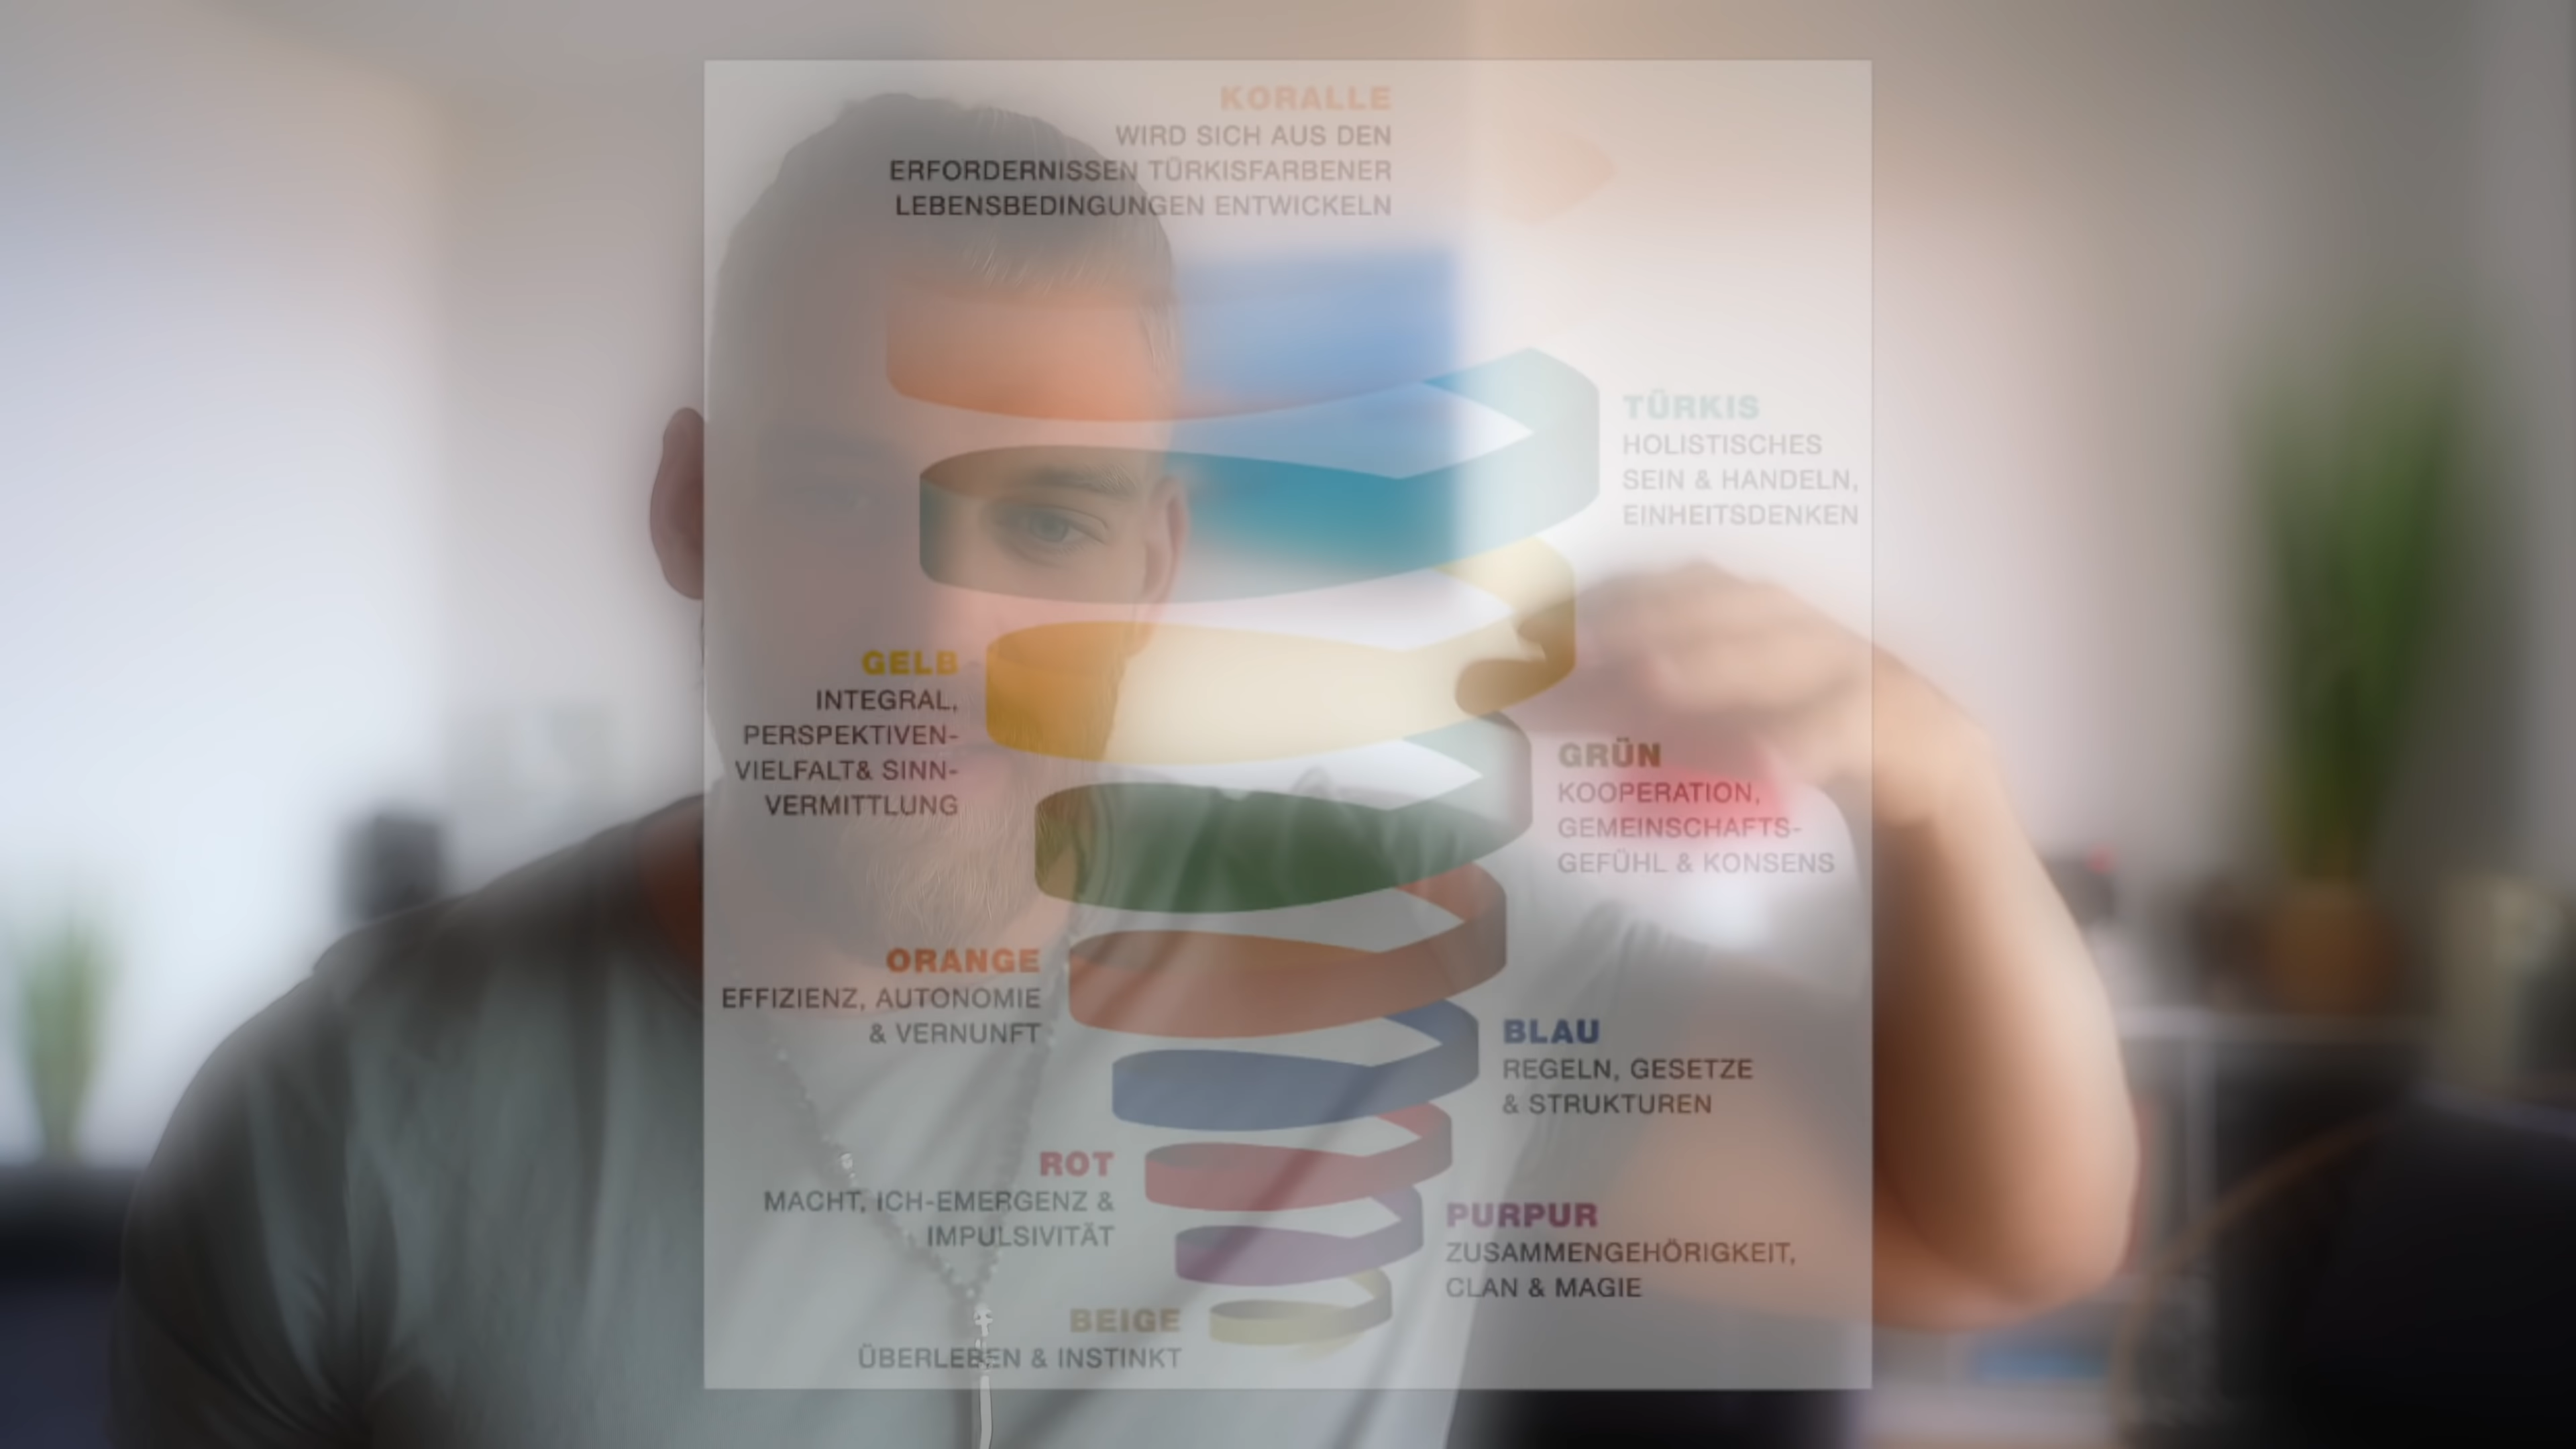 KORALLE
WIRD SICH AUS DEN
ERFORDERNISSEN TÜRKISFARBENER
LEBENSBEDINGUNGEN ENTWICKELN
TÜRKIS
HOLISTISCHES
SEIN & HANDELN,
EINHEITSDENKEN
GELB
INTEGRAL,
PERSPEKTIVEN-
VIELFALT& SINN-
VERMITTLUNG
GRÜN
KOOPERATION,
GEMEINSCHAFTS-
GEFÜHL & KONSENS
ORANGE
EFFIZIENZ, AUTONOMIE
& VERNUNFT
BLAU
REGELN, GESETZE
& STRUKTUREN
ROT
MACHT, ICH-EMERGENZ &
IMPULSIVITÄT
PURPUR
ZUSAMMENGEHÖRIGKEIT,
CLAN & MAGIE
BEIGE
ÜBERLEBEN & INSTINKT